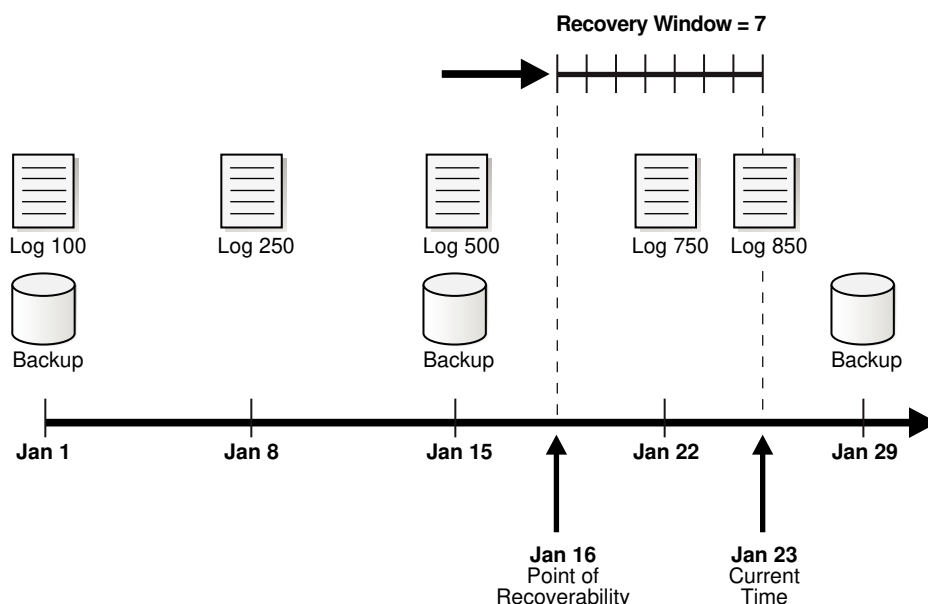 Recovery Window = 7
Log 100
Log 250
Log 500
Log 750
Log 850
Backup
Backup
Backup
Jan 1
Jan 8
Jan 15
Jan 22
Jan 29
Jan 16
Point of
Recoverability
Jan 23
Current
Time